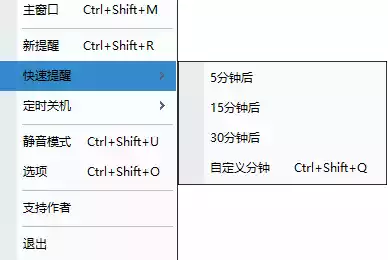 主窗口 Ctrl+Shift+M
新提醒 Ctrl+Shift+R
快速提醒
定时关机
静音模式 Ctrl+Shift+U
选项 Ctrl+Shift+O
支持作者
退出
5分钟后
15分钟后
30分钟后
自定义分钟 Ctrl+Shift+Q